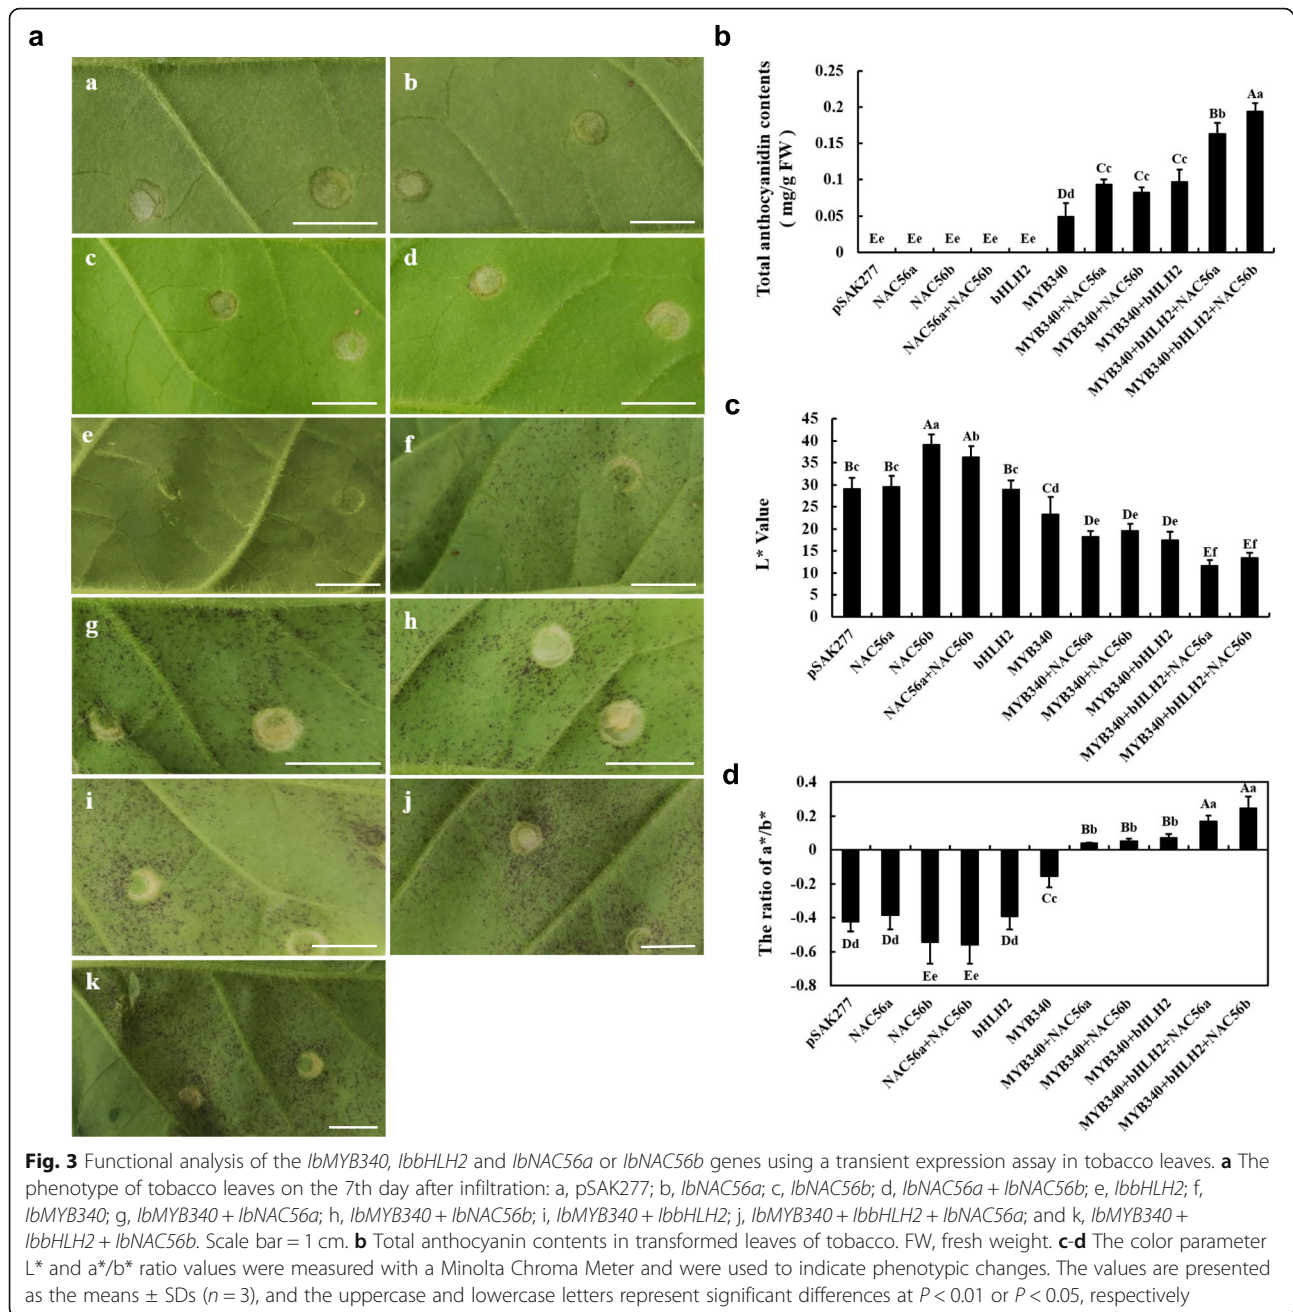 a
a
b
c
d
e
f
g
h
i
j
k
b
Total anthocyanidin contents
( mg/g FW)
0.25
0.2
0.15
0.1
0.05
0
Ee
Ee
Ee
Ee
Ee
Dd
Cc
Cc
Cc
Bb
Aa
pSAK277
NAC56a
NAC56b
NAC56a+NAC56b
bHLH2
MYB340
MYB340+NAC56a
MYB340+NAC56b
MYB340+bHLH2
MYB340+bHLH2+NAC56a
MYB340+bHLH2+NAC56b
c
L* Value
45
40
35
30
25
20
15
10
5
0
Bc
Bc
Aa
Ab
Bc
Cd
De
De
De
Ef
Ef
pSAK277
NAC56a
NAC56b
NAC56a+NAC56b
bHLH2
MYB340
MYB340+NAC56a
MYB340+NAC56b
MYB340+bHLH2
MYB340+bHLH2+NAC56a
MYB340+bHLH2+NAC56b
d
The ratio of a*/b*
0.4
0.2
0
-0.2
-0.4
-0.6
-0.8
Dd
Dd
Ee
Ee
Dd
Cc
Bb
Bb
Bb
Aa
Aa
pSAK277
NAC56a
NAC56b
NAC56a+NAC56b
bHLH2
MYB340
MYB340+NAC56a
MYB340+NAC56b
MYB340+bHLH2
MYB340+bHLH2+NAC56a
MYB340+bHLH2+NAC56b
Fig. 3 Functional analysis of the IbMYB340, IbbHLH2 and IbNAC56a or IbNAC56b genes using a transient expression assay in tobacco leaves. a The
phenotype of tobacco leaves on the 7th day after infiltration: a, pSAK277; b, IbNAC56a; c, IbNAC56b; d, IbNAC56a + IbNAC56b; e, IbbHLH2; f,
IbMYB340; g, IbMYB340 + IbNAC56a; h, IbMYB340 + IbNAC56b; i, IbMYB340 + IbbHLH2; j, IbMYB340 + IbbHLH2 + IbNAC56a; and k, IbMYB340 +
IbbHLH2 + IbNAC56b. Scale bar = 1 cm. b Total anthocyanin contents in transformed leaves of tobacco. FW, fresh weight. c-d The color parameter
L* and a*/b* ratio values were measured with a Minolta Chroma Meter and were used to indicate phenotypic changes. The values are presented
as the means ± SDs (n = 3), and the uppercase and lowercase letters represent significant differences at P < 0.01 or P < 0.05, respectively